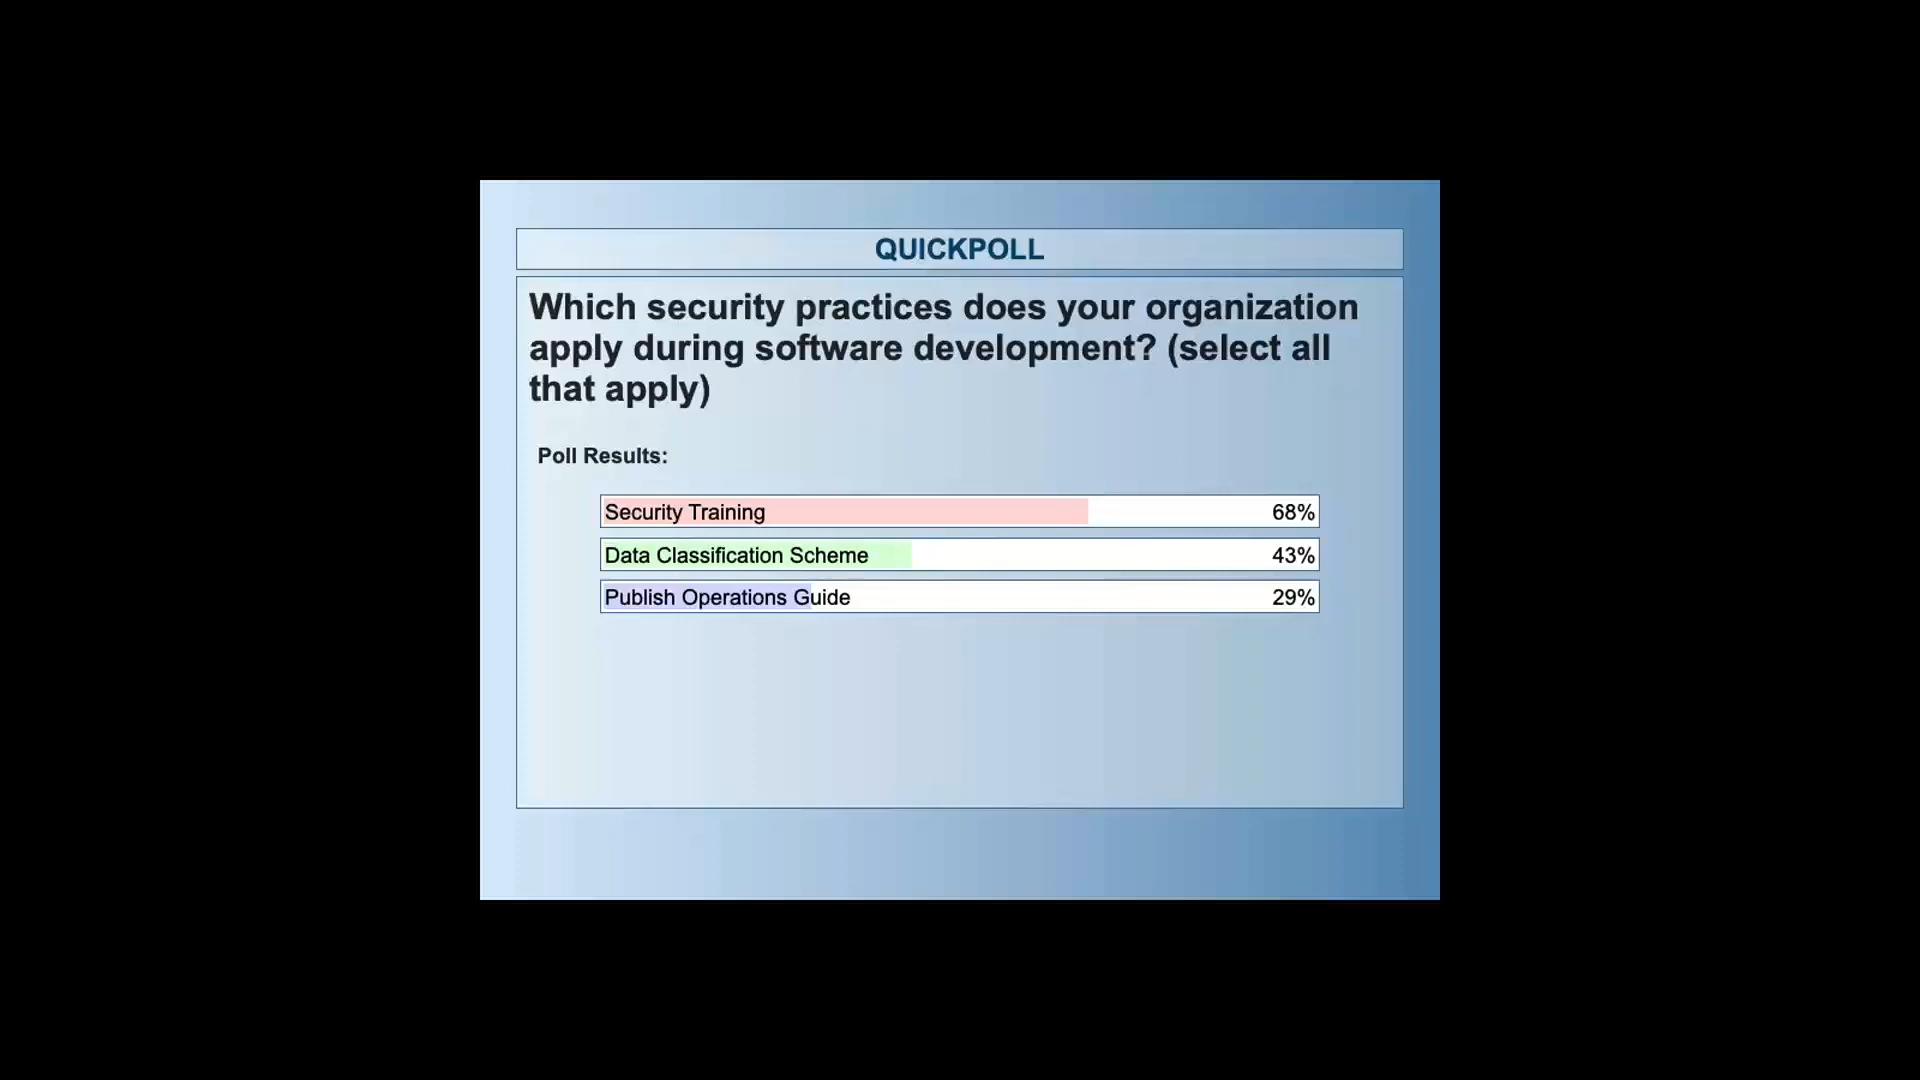 QUICKPOLL
Which security practices does your organization
apply during software development? (select all
that apply)
Poll Results:
Security Training 68%
Data Classification Scheme 43%
Publish Operations Guide 29%